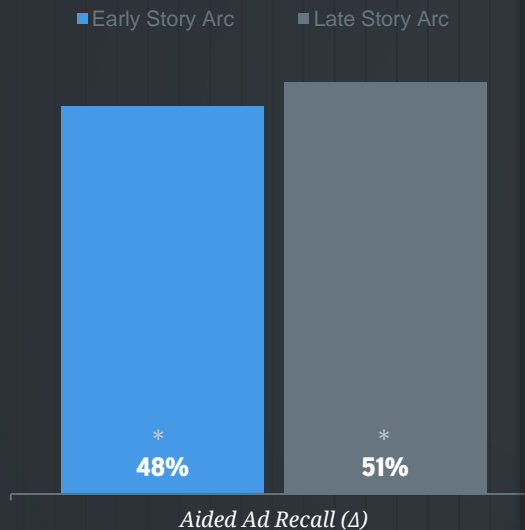 Early Story Arc Late Story Arc
* *
48% 51%
Aided Ad Recall (Δ)